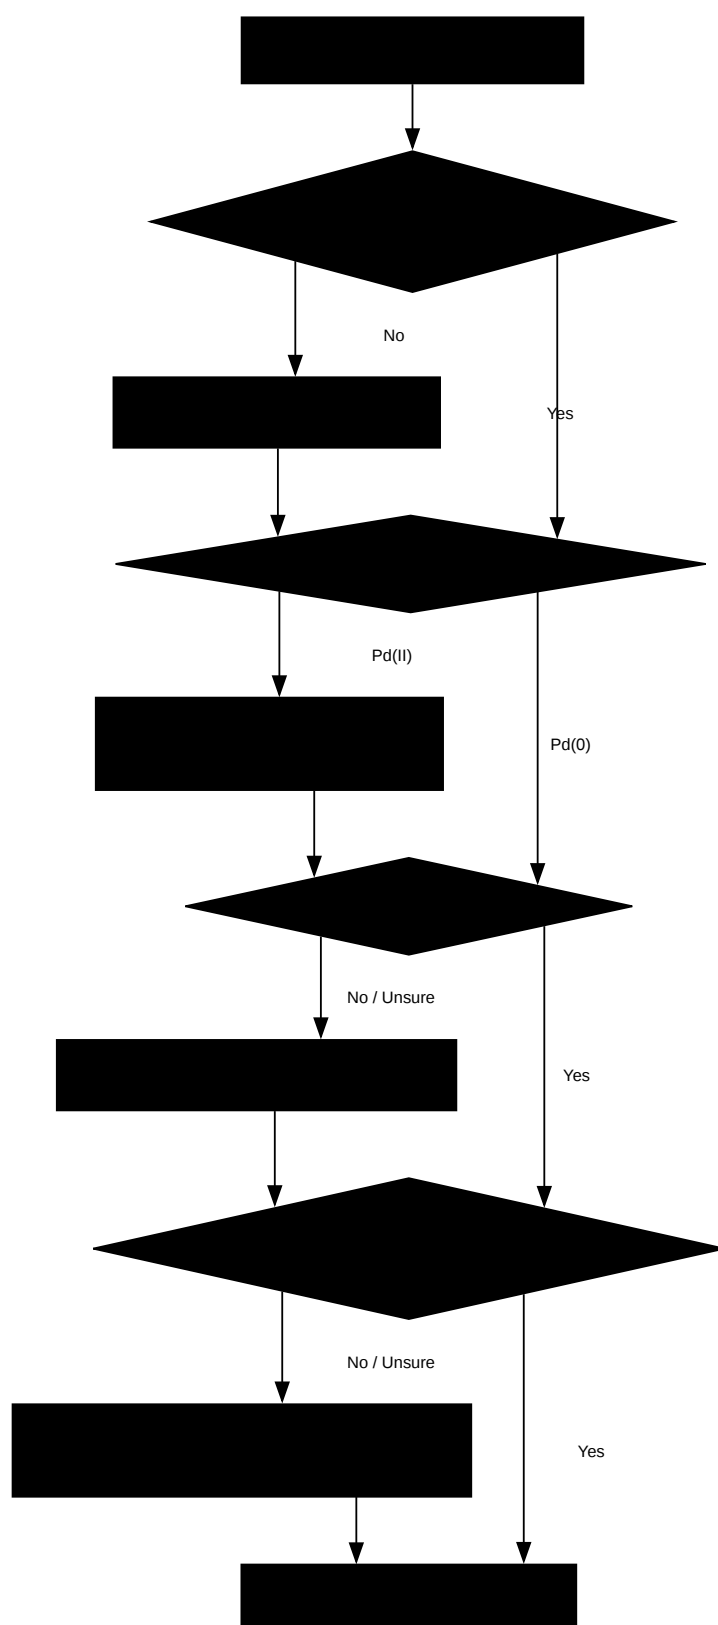 No
Yes
Pd(II)
Pd(0)
No / Unsure
Yes
No / Unsure
Yes